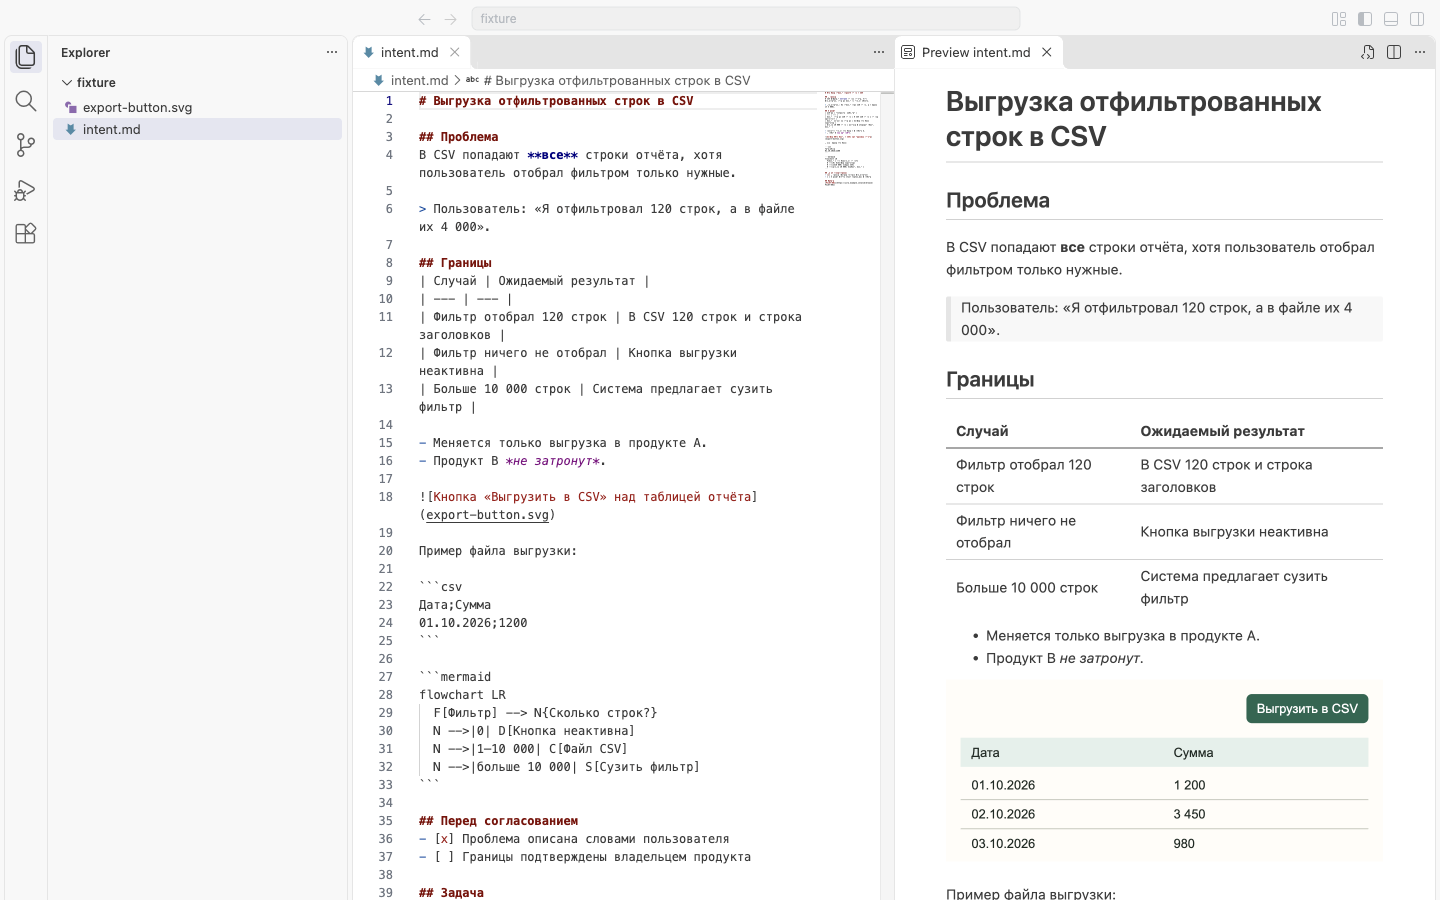 fixture
Explorer
fixture
export-button.svg
intent.md
intent.md
intent.md > abc # Выгрузка отфильтрованных строк в CSV
1 # Выгрузка отфильтрованных строк в CSV
2
3 ## Проблема
4 В CSV попадают **все** строки отчёта, хотя
пользователь отобрал фильтром только нужные.
5
6 > Пользователь: «Я отфильтровал 120 строк, а в файле
их 4 000».
7
8 ## Границы
9 | Случай | Ожидаемый результат |
10 | --- | --- |
11 | Фильтр отобрал 120 строк | В CSV 120 строк и строка
заголовков |
12 | Фильтр ничего не отобрал | Кнопка выгрузки
неактивна |
13 | Больше 10 000 строк | Система предлагает сузить
фильтр |
14
15 - Меняется только выгрузка в продукте A.
16 - Продукт B *не затронут*.
17
18 ![Кнопка «Выгрузить в CSV» над таблицей отчёта]
(export-button.svg)
19
20 Пример файла выгрузки:
21
22 ```csv
23 Дата;Сумма
24 01.10.2026;1200
25 ```
26
27 ```mermaid
28 flowchart LR
29 F[Фильтр] --> N{Сколько строк?}
30 N -->|0| D[Кнопка неактивна]
31 N -->|1–10 000| C[Файл CSV]
32 N -->|больше 10 000| S[Сузить фильтр]
33 ```
34
35 ## Перед согласованием
36 - [x] Проблема описана словами пользователя
37 - [ ] Границы подтверждены владельцем продукта
38
39 ## Задача
Preview intent.md
Выгрузка отфильтрованных
строк в CSV
Проблема
В CSV попадают все строки отчёта, хотя пользователь отобрал
фильтром только нужные.
Пользователь: «Я отфильтровал 120 строк, а в файле их 4
000».
Границы
Случай Ожидаемый результат
Фильтр отобрал 120
строк
В CSV 120 строк и строка
заголовков
Фильтр ничего не
отобрал
Кнопка выгрузки неактивна
Больше 10 000 строк
Система предлагает сузить
фильтр
• Меняется только выгрузка в продукте A.
• Продукт B не затронут.
Выгрузить в CSV
Дата Сумма
01.10.2026 1 200
02.10.2026 3 450
03.10.2026 980
Пример файла выгрузки: